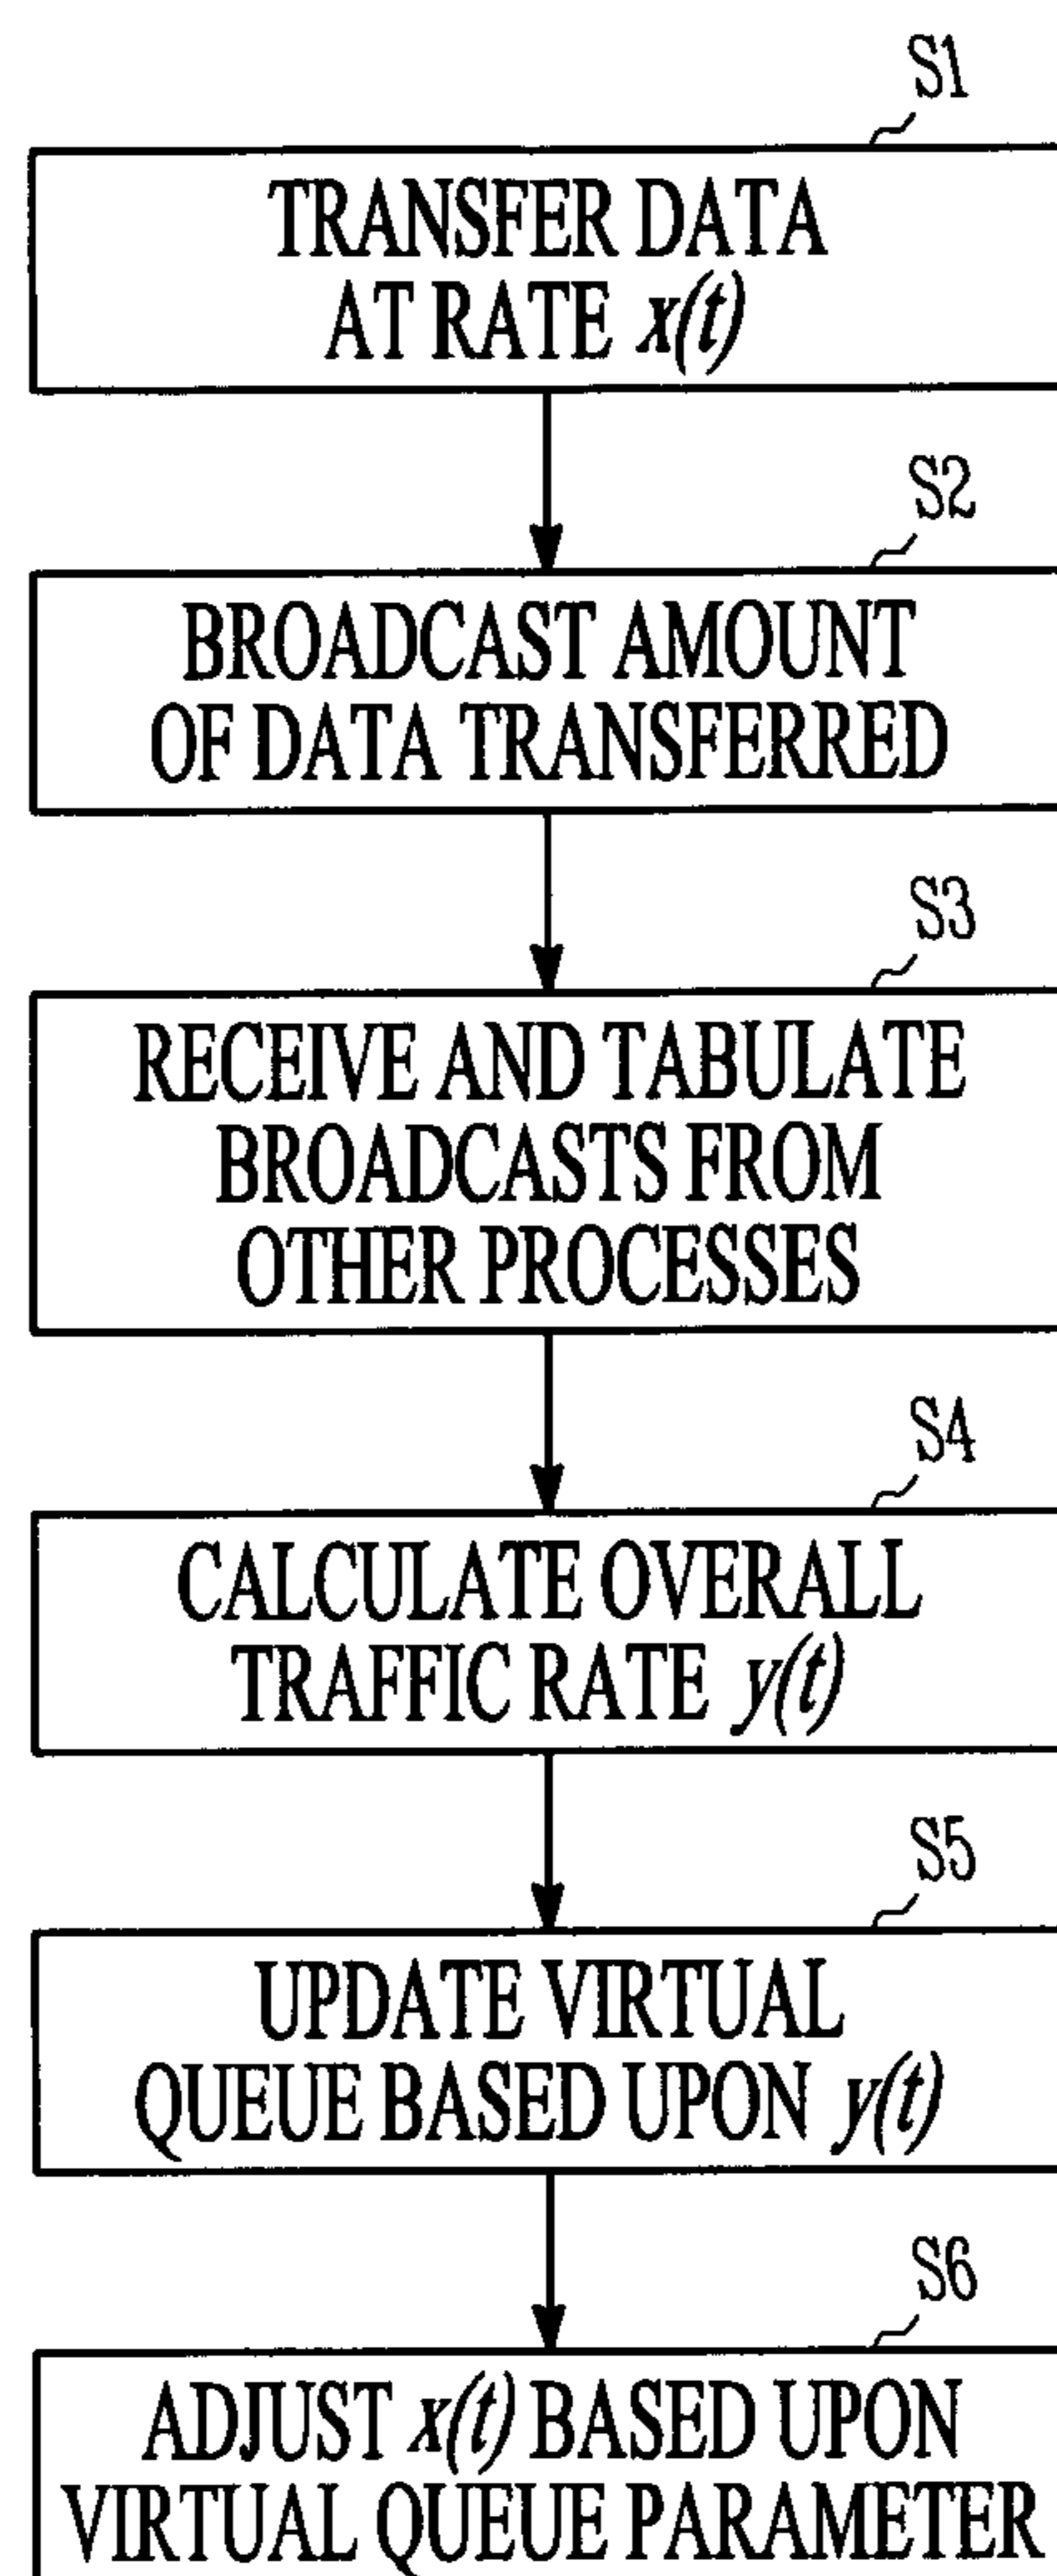 S1
TRANSFER DATA
AT RATE x(t)
S2
BROADCAST AMOUNT
OF DATA TRANSFERRED
S3
RECEIVE AND TABULATE
BROADCASTS FROM
OTHER PROCESSES
S4
CALCULATE OVERALL
TRAFFIC RATE y(t)
S5
UPDATE VIRTUAL
QUEUE BASED UPON y(t)
S6
ADJUST x(t) BASED UPON
VIRTUAL QUEUE PARAMETER